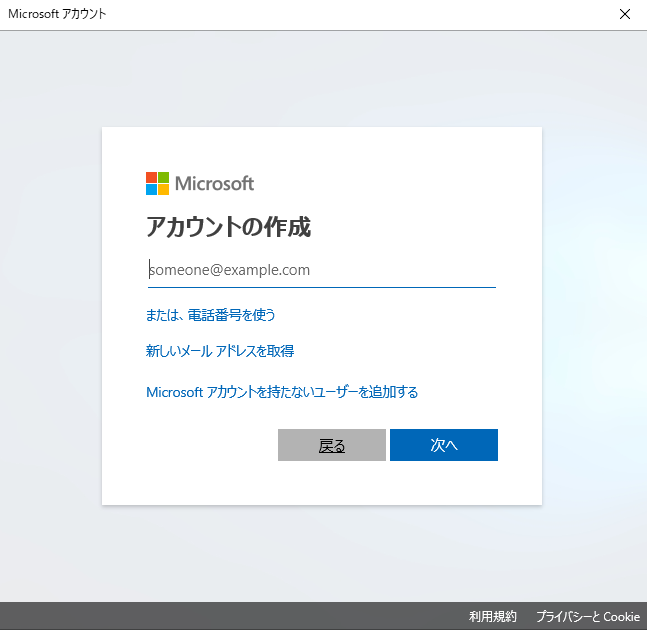 Microsoft アカウント
Microsoft
アカウントの作成
someone@example.com
または、電話番号を使う
新しいメール アドレスを取得
Microsoft アカウントを持たないユーザーを追加する
戻る
次へ
利用規約
プライバシーと Cookie